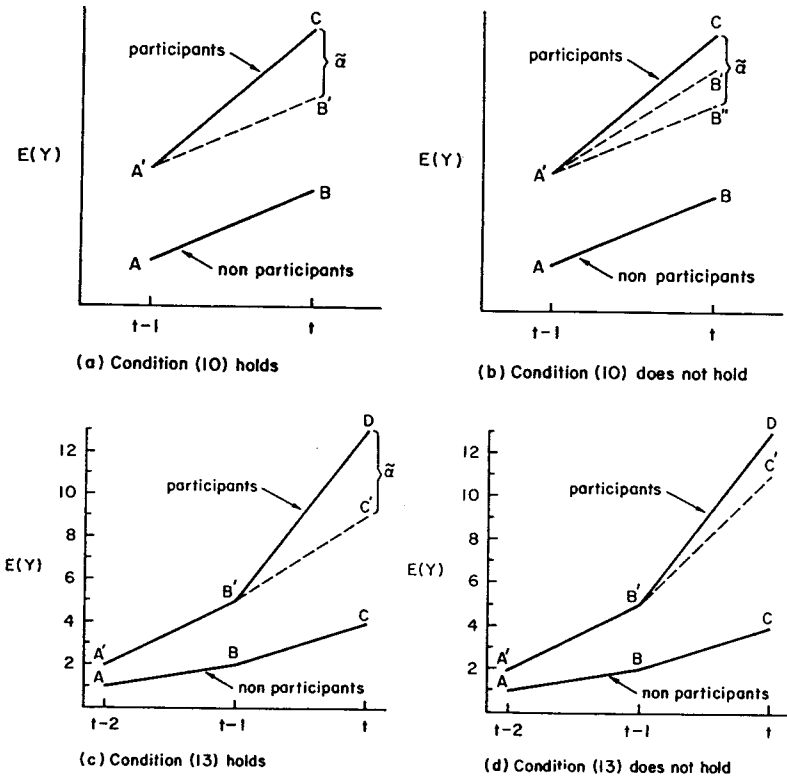 C
participants
α̃
B'
E(Y)
A'
B
A
non participants
t-1
t
(a) Condition (10) holds
C
participants
B'
α̃
B"
E(Y)
A'
B
A
non participants
t-1
t
(b) Condition (10) does not hold
D
12
participants
α̃
10
C'
8
E(Y)
6
B'
4
C
A'
B
2
A
non participants
t-2
t-1
t
(c) Condition (13) holds
D
12
C'
participants
10
8
E(Y)
6
B'
4
C
A'
B
2
A
non participants
t-2
t-1
t
(d) Condition (13) does not hold